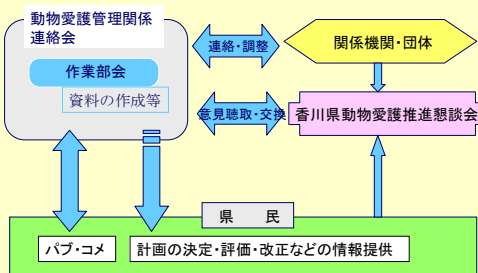 動物愛護管理関係
連絡会
作業部会
資料の作成等
連絡・調整
関係機関・団体
意見聴取・交換
香川県動物愛護推進懇談会
県　　民
パブ・コメ
計画の決定・評価・改正などの情報提供